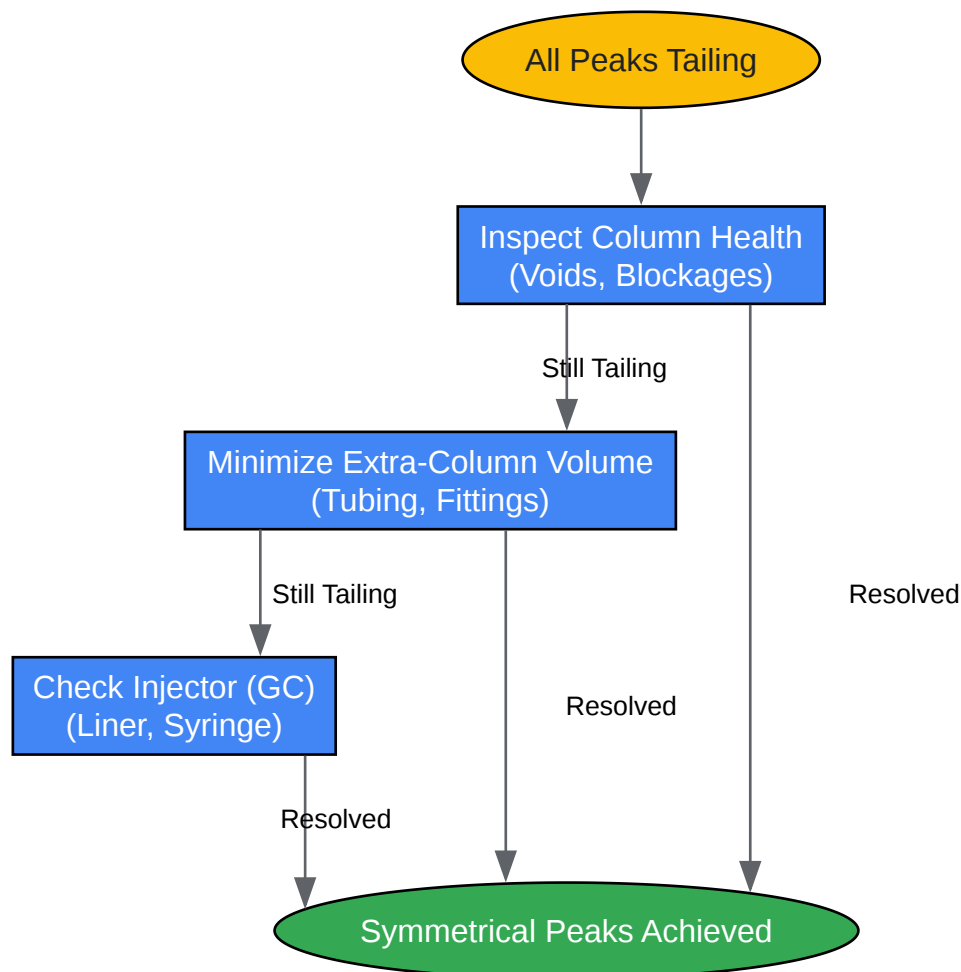 All Peaks Tailing
Inspect Column Health
(Voids, Blockages)
Still Tailing
Minimize Extra-Column Volume
(Tubing, Fittings)
Still Tailing
Resolved
Check Injector (GC)
(Liner, Syringe)
Resolved
Resolved
Symmetrical Peaks Achieved